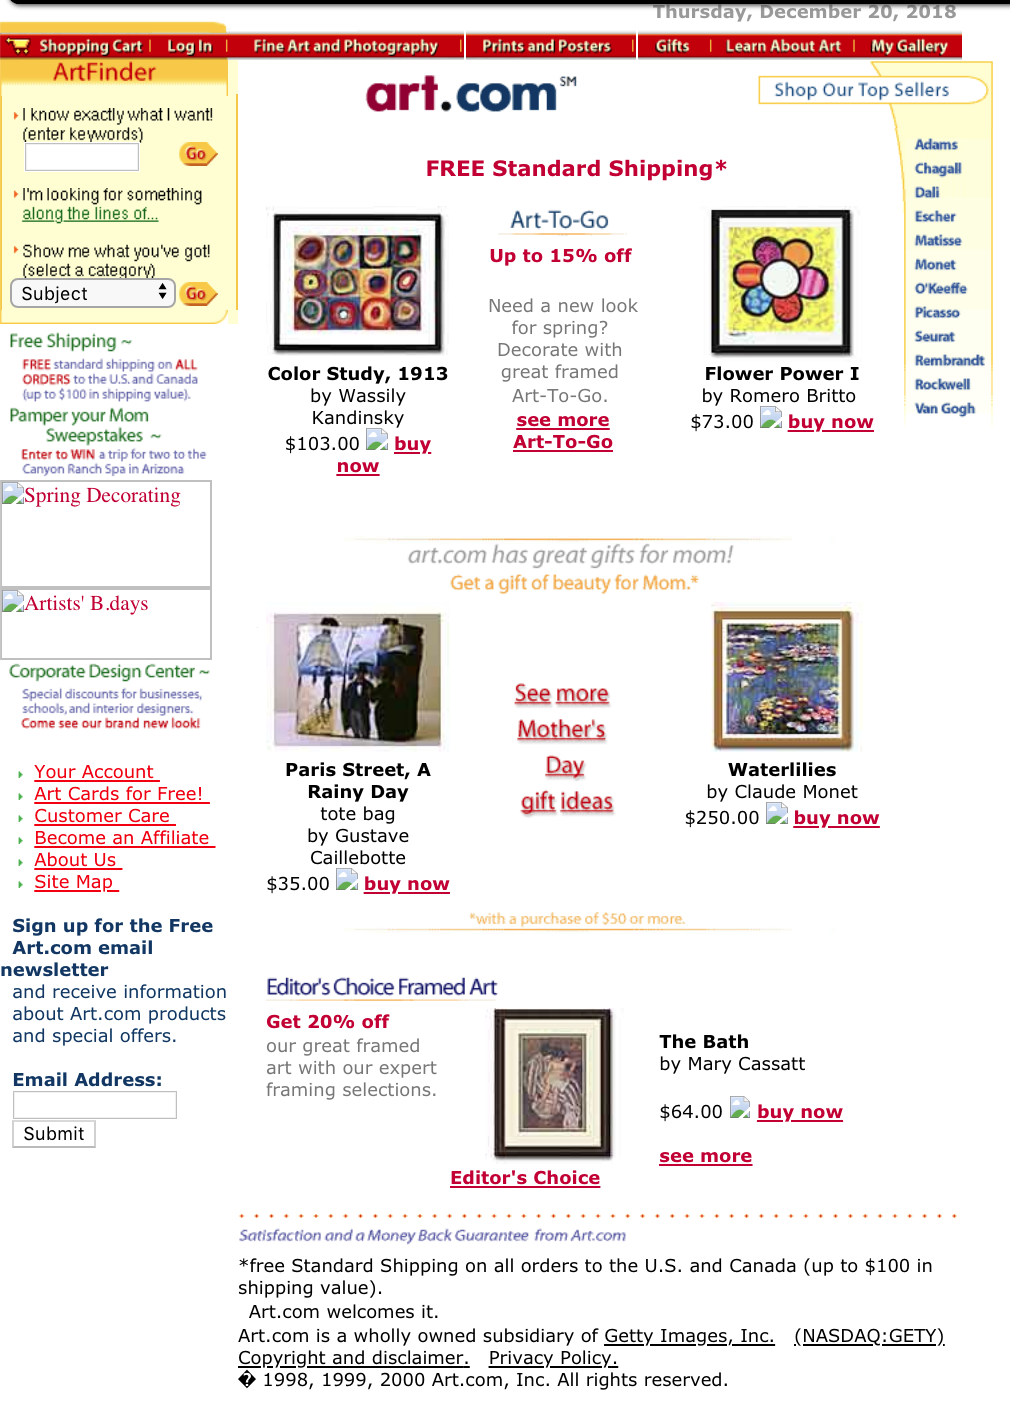 Thursday, December 20, 2018
Shopping Cart | Log In | Fine Art and Photography | Prints and Posters | Gifts | Learn About Art | My Gallery
ArtFinder
I know exactly what I want!
(enter keywords)
Go
I'm looking for something
along the lines of...
Show me what you've got!
(select a category)
Subject
Go
Free Shipping ~
FREE standard shipping on ALL
ORDERS to the U.S. and Canada
(up to $100 in shipping value).
Pamper your Mom
Sweepstakes ~
Enter to WIN a trip for two to the
Canyon Ranch Spa in Arizona
Spring Decorating
Artists' B.days
Corporate Design Center ~
Special discounts for businesses,
schools, and interior designers.
Come see our brand new look!
Your Account
Art Cards for Free!
Customer Care
Become an Affiliate
About Us
Site Map
Sign up for the Free
Art.com email
newsletter
and receive information
about Art.com products
and special offers.
Email Address:
Submit
art.com SM
Shop Our Top Sellers
Adams
Chagall
Dali
Escher
Matisse
Monet
O'Keeffe
Picasso
Seurat
Rembrandt
Rockwell
Van Gogh
FREE Standard Shipping*
Color Study, 1913
by Wassily
Kandinsky
$103.00 buy
now
Art-To-Go
Up to 15% off
Need a new look
for spring?
Decorate with
great framed
Art-To-Go.
see more
Art-To-Go
Flower Power I
by Romero Britto
$73.00 buy now
art.com has great gifts for mom!
Get a gift of beauty for Mom.*
Paris Street, A
Rainy Day
tote bag
by Gustave
Caillebotte
$35.00 buy now
See more
Mother's
Day
gift ideas
Waterlilies
by Claude Monet
$250.00 buy now
*with a purchase of $50 or more.
Editor's Choice Framed Art
Get 20% off
our great framed
art with our expert
framing selections.
Editor's Choice
The Bath
by Mary Cassatt
$64.00 buy now
see more
Satisfaction and a Money Back Guarantee from Art.com
*free Standard Shipping on all orders to the U.S. and Canada (up to $100 in
shipping value).
Art.com welcomes it.
Art.com is a wholly owned subsidiary of Getty Images, Inc. (NASDAQ:GETY)
Copyright and disclaimer. Privacy Policy.
� 1998, 1999, 2000 Art.com, Inc. All rights reserved.